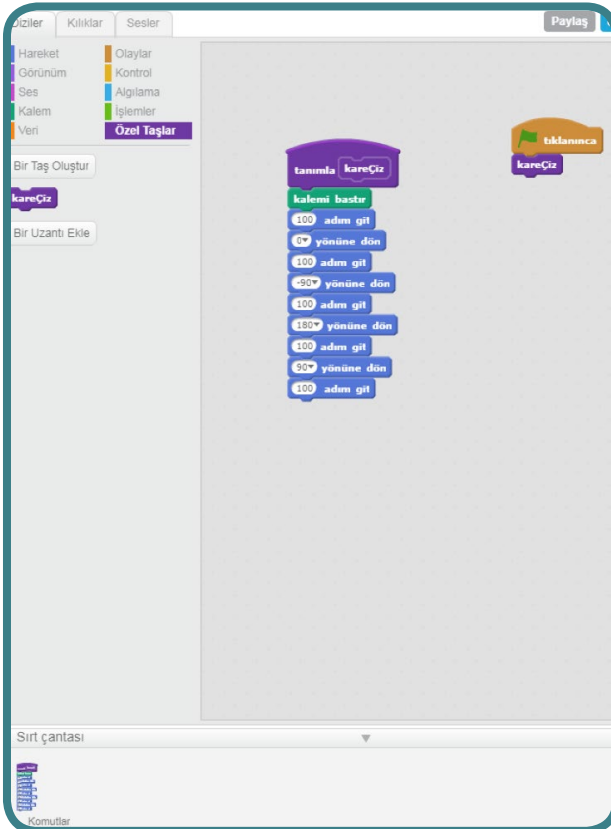 Diziler Kılıklar Sesler
Paylaş
Hareket Olaylar
Görünüm Kontrol
Ses Algılama
Kalem İşlemler
Veri Özel Taşlar
Bir Taş Oluştur
kareÇiz
Bir Uzantı Ekle
tanımla kareÇiz
kalemi bastır
100 adım git
0 yönüne dön
100 adım git
-90 yönüne dön
100 adım git
180 yönüne dön
100 adım git
90 yönüne dön
100 adım git
tıklanınca
kareÇiz
Sırt çantası
Komutlar